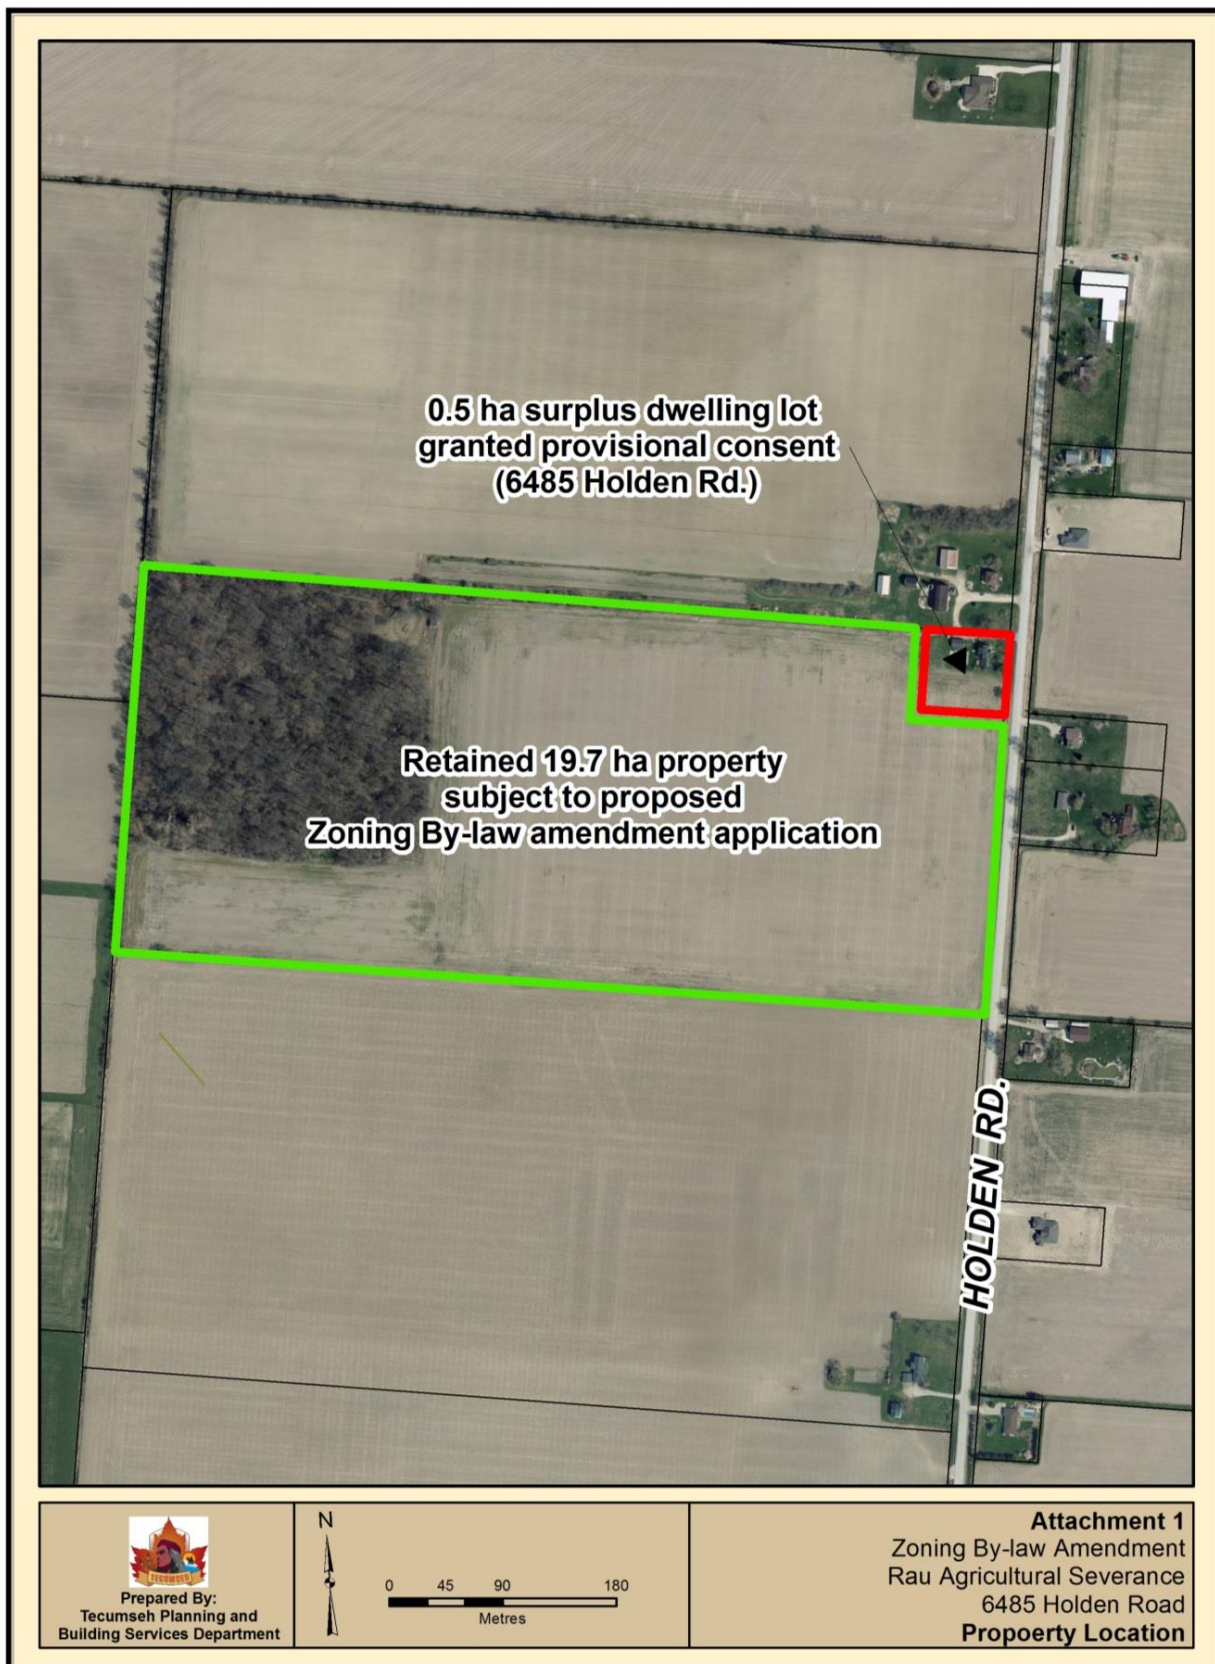 0.5 ha surplus dwelling lot
granted provisional consent
(6485 Holden Rd.)
Retained 19.7 ha property
subject to proposed
Zoning By-law amendment application
HOLDEN RD.
TECUMSEH
Prepared By:
Tecumseh Planning and
Building Services Department
N
0 45 90 180
Metres
Attachment 1
Zoning By-law Amendment
Rau Agricultural Severance
6485 Holden Road
Propoerty Location